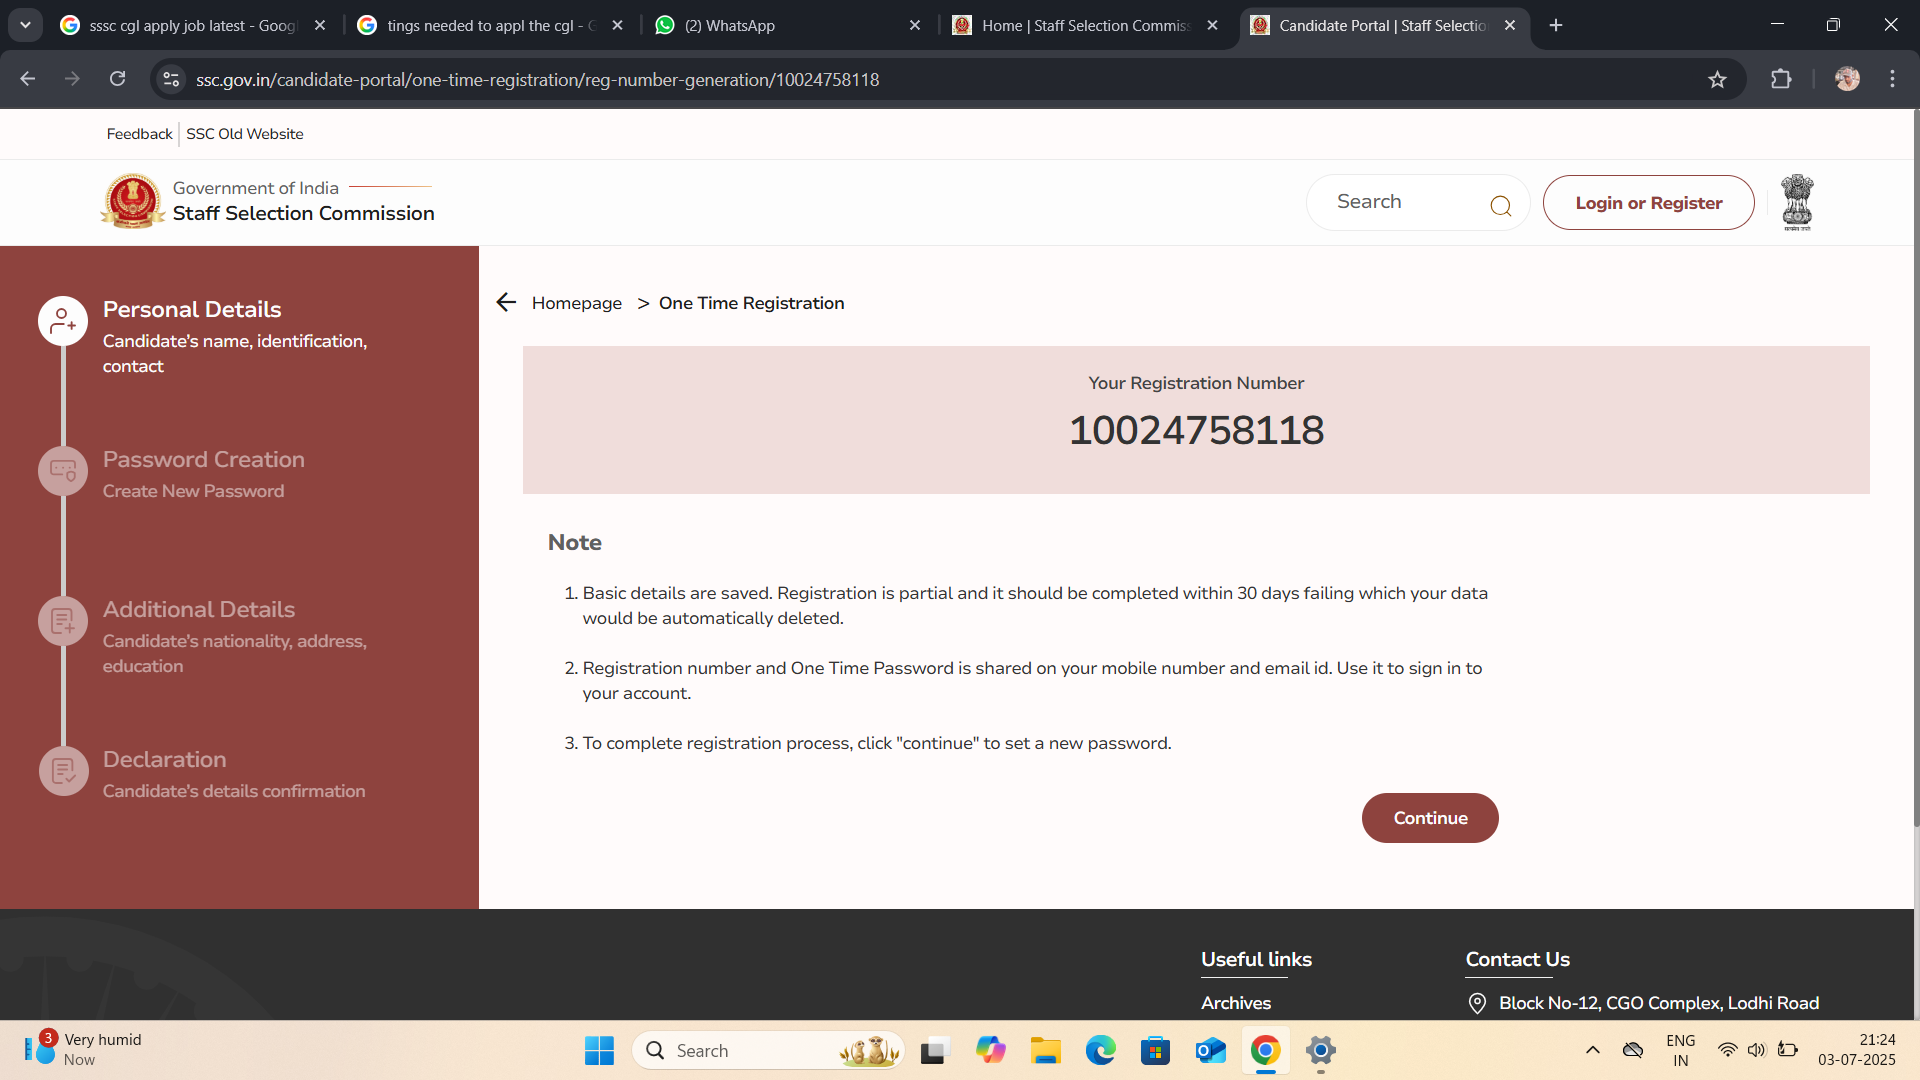 sssc cgl apply job latest - Goog
tings needed to appl the cgl - G
(2) WhatsApp
Home | Staff Selection Commiss
Candidate Portal | Staff Selectio
ssc.gov.in/candidate-portal/one-time-registration/reg-number-generation/10024758118
Feedback
SSC Old Website
Government of India
Staff Selection Commission
Search
Login or Register
सत्यमेव जयते
Personal Details
Candidate's name, identification,
contact
Password Creation
Create New Password
Additional Details
Candidate's nationality, address,
education
Declaration
Candidate's details confirmation
Homepage > One Time Registration
Your Registration Number
10024758118
Note
1. Basic details are saved. Registration is partial and it should be completed within 30 days failing which your data
would be automatically deleted.
2. Registration number and One Time Password is shared on your mobile number and email id. Use it to sign in to
your account.
3. To complete registration process, click "continue" to set a new password.
Continue
Useful links
Archives
Contact Us
Block No-12, CGO Complex, Lodhi Road
3
Very humid
Now
Search
ENG
IN
21:24
03-07-2025